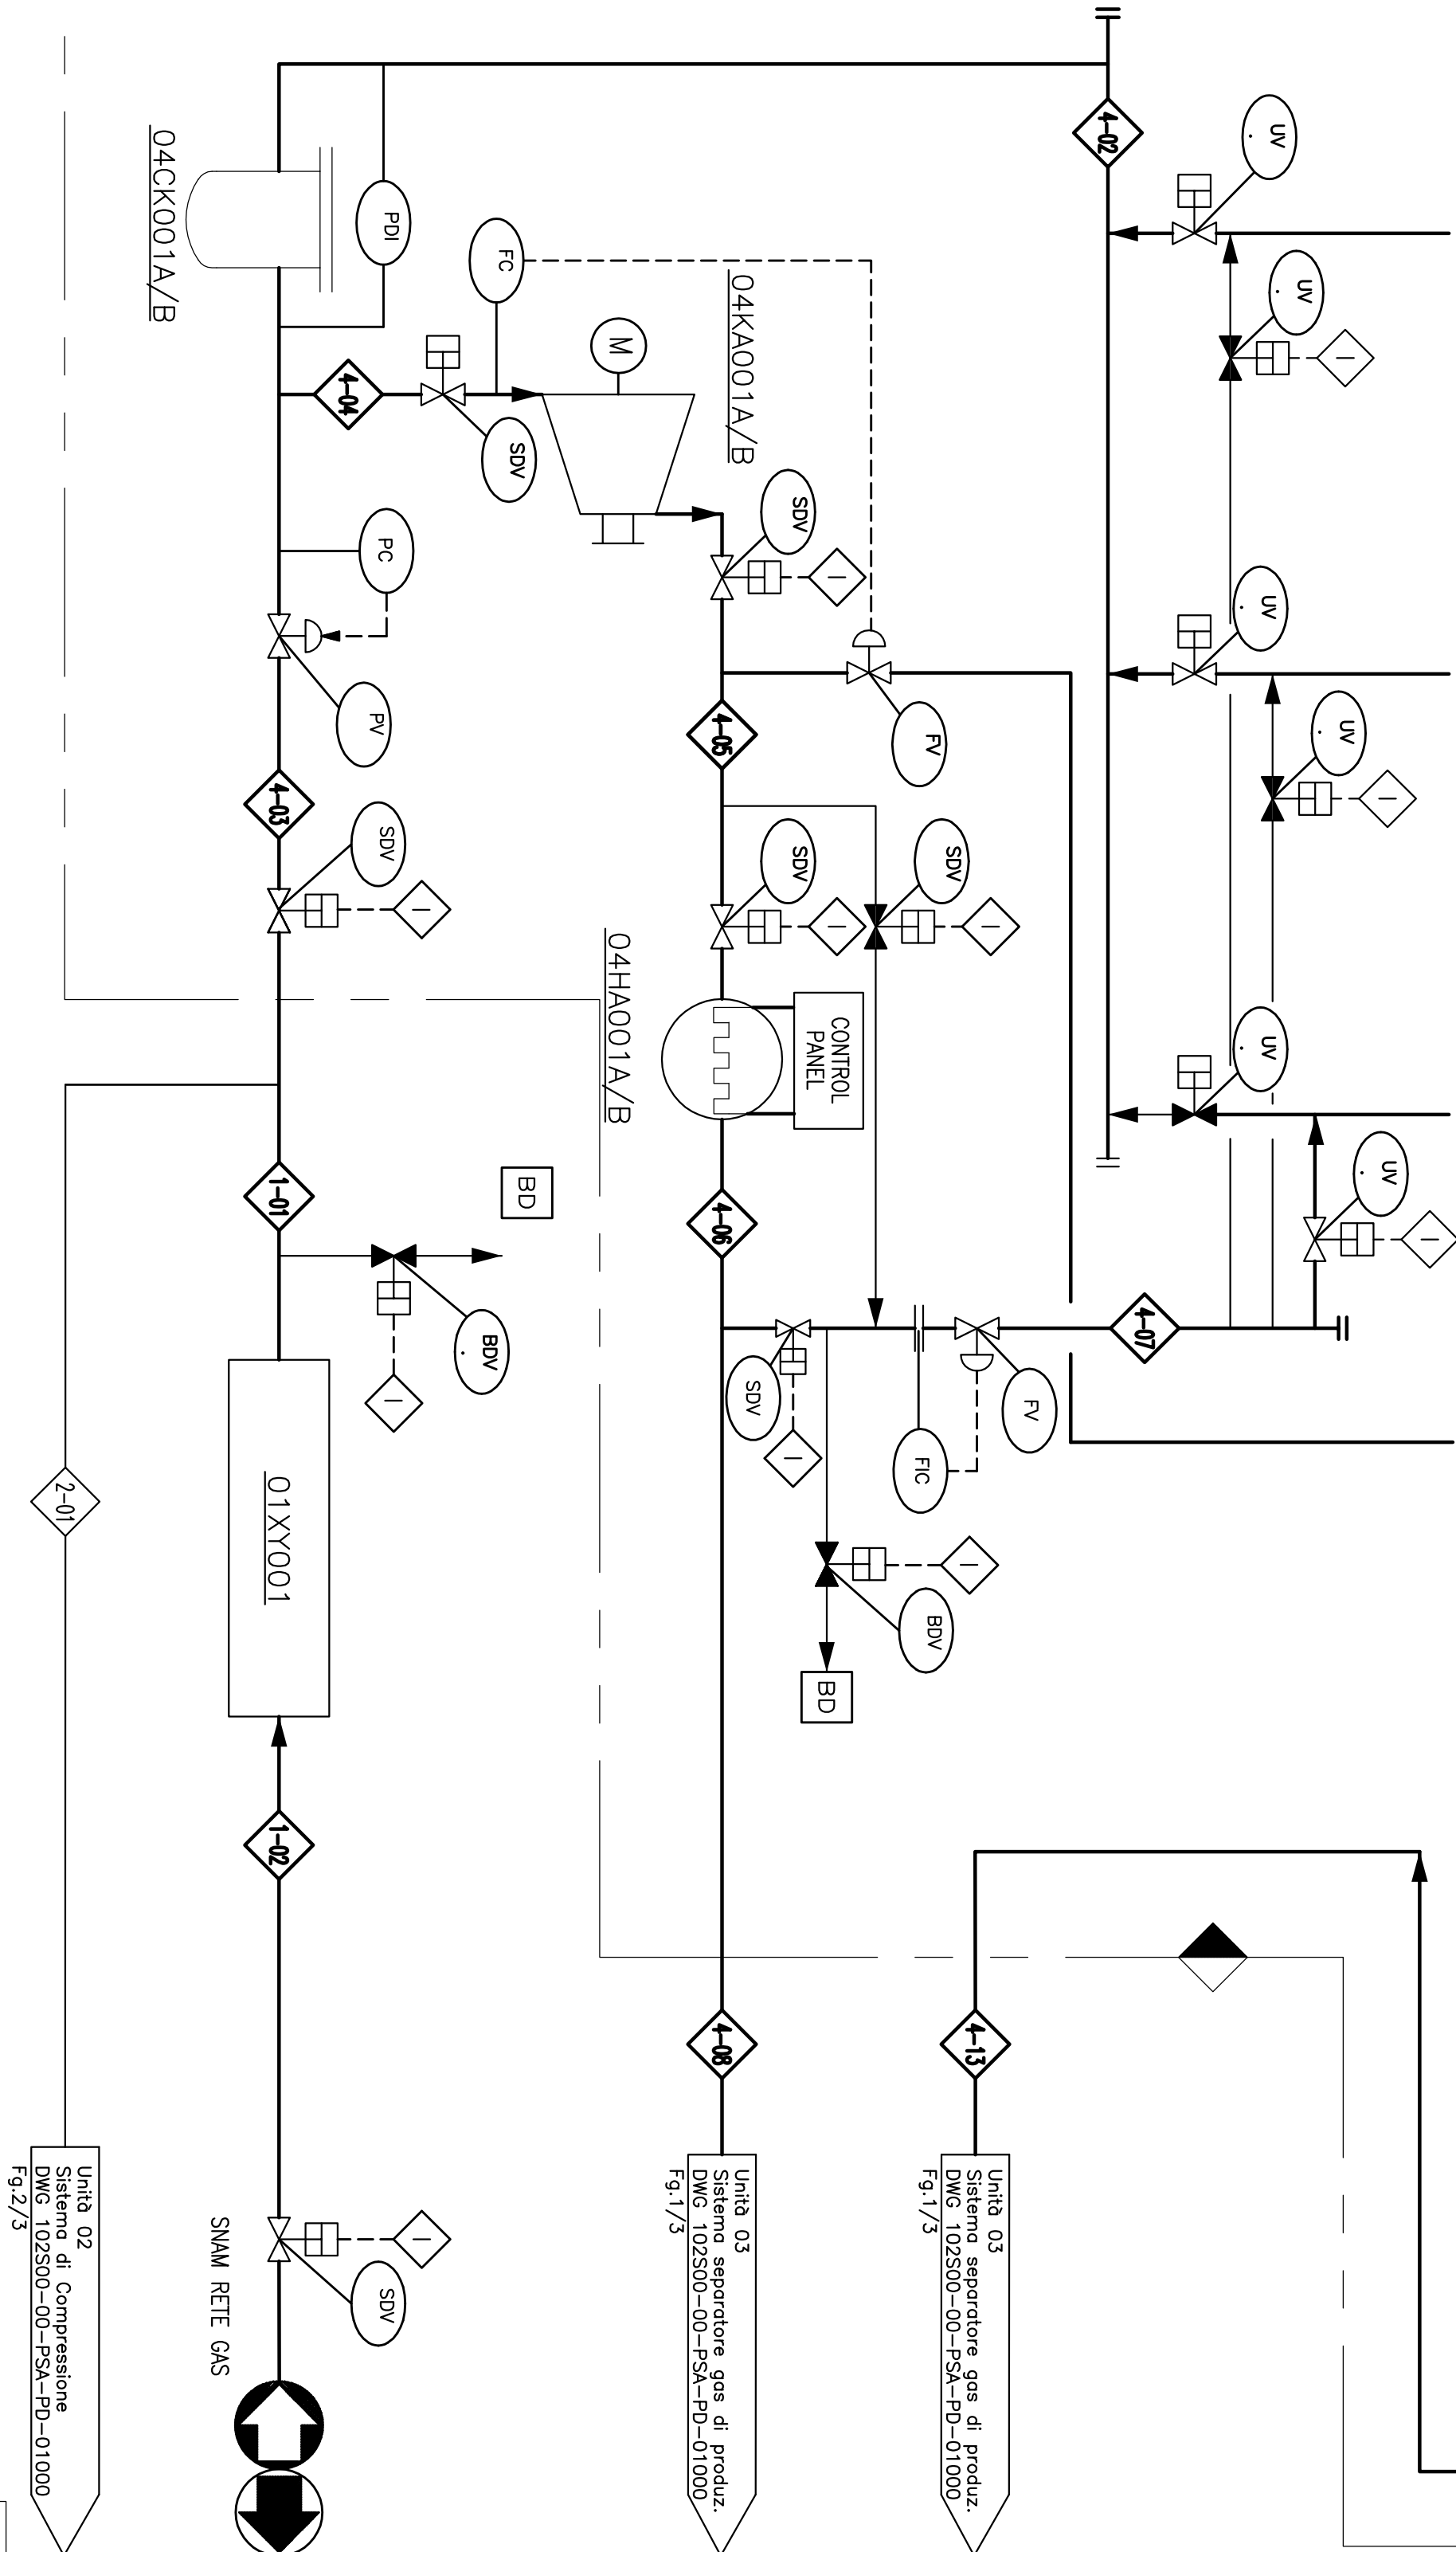 4-02
UV
UV
04CK001A/B
PDI
FC
04KA001A/B
M
4-04
SDV
SDV
I
I
PC
UV
UV
I
PV
FV
4-05
4-03
SDV
SDV
SDV
I
I
I
04HA001A/B
CONTROL
PANEL
UV
UV
I
1-01
BD
4-06
BDV
I
4-07
SDV
I
FV
FIC
01XY001
2-01
BDV
I
BD
1-02
4-08
4-13
SNAM RETE GAS
I
SDV
Unità 02
Sistema di Compressione
DWG 102S00-00-PSA-PD-01000
Fg.2/3
Unità 03
Sistema separatore gas di produz.
DWG 102S00-00-PSA-PD-01000
Fg.1/3
Unità 03
Sistema separatore gas di produz.
DWG 102S00-00-PSA-PD-01000
Fg.1/3